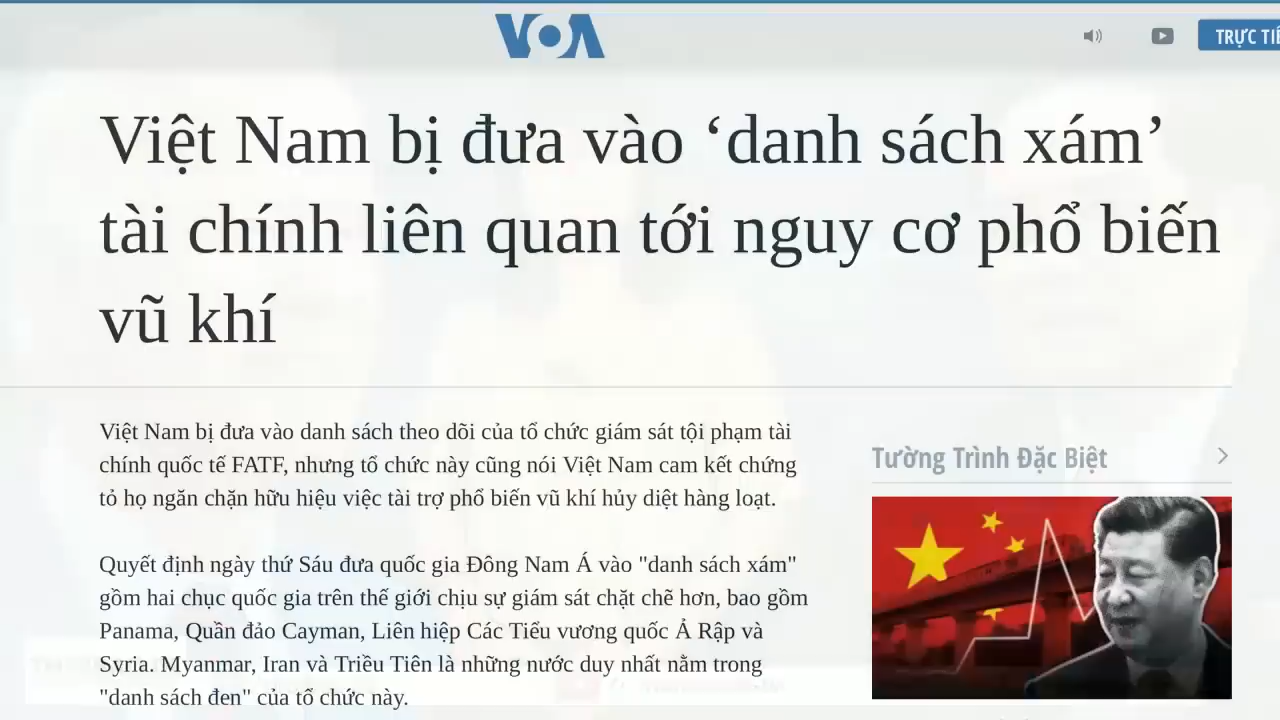 VOA
TRỰC TIẾ
Việt Nam bị đưa vào ‘danh sách xám’
tài chính liên quan tới nguy cơ phổ biến
vũ khí
Việt Nam bị đưa vào danh sách theo dõi của tổ chức giám sát tội phạm tài
chính quốc tế FATF, nhưng tổ chức này cũng nói Việt Nam cam kết chứng
tỏ họ ngăn chặn hữu hiệu việc tài trợ phổ biến vũ khí hủy diệt hàng loạt.
Quyết định ngày thứ Sáu đưa quốc gia Đông Nam Á vào "danh sách xám"
gồm hai chục quốc gia trên thế giới chịu sự giám sát chặt chẽ hơn, bao gồm
Panama, Quần đảo Cayman, Liên hiệp Các Tiểu vương quốc Ả Rập và
Syria. Myanmar, Iran và Triều Tiên là những nước duy nhất nằm trong
"danh sách đen" của tổ chức này.
Tường Trình Đặc Biệt